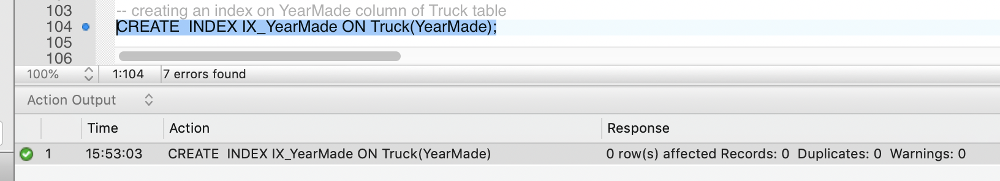 103 -- creating an index on YearMade column of Truck table
104 CREATE  INDEX IX_YearMade ON Truck(YearMade);
105
106
100% 1:104 7 errors found
Action Output
Time Action Response
1 15:53:03 CREATE  INDEX IX_YearMade ON Truck(YearMade) 0 row(s) affected Records: 0  Duplicates: 0  Warnings: 0